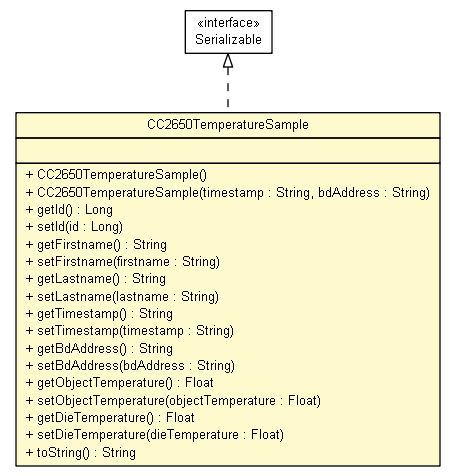 «interface»
Serializable
CC2650TemperatureSample
+ CC2650TemperatureSample()
+ CC2650TemperatureSample(timestamp : String, bdAddress : String)
+ getId() : Long
+ setId(id : Long)
+ getFirstname() : String
+ setFirstname(firstname : String)
+ getLastname() : String
+ setLastname(lastname : String)
+ getTimestamp() : String
+ setTimestamp(timestamp : String)
+ getBdAddress() : String
+ setBdAddress(bdAddress : String)
+ getObjectTemperature() : Float
+ setObjectTemperature(objectTemperature : Float)
+ getDieTemperature() : Float
+ setDieTemperature(dieTemperature : Float)
+ toString() : String